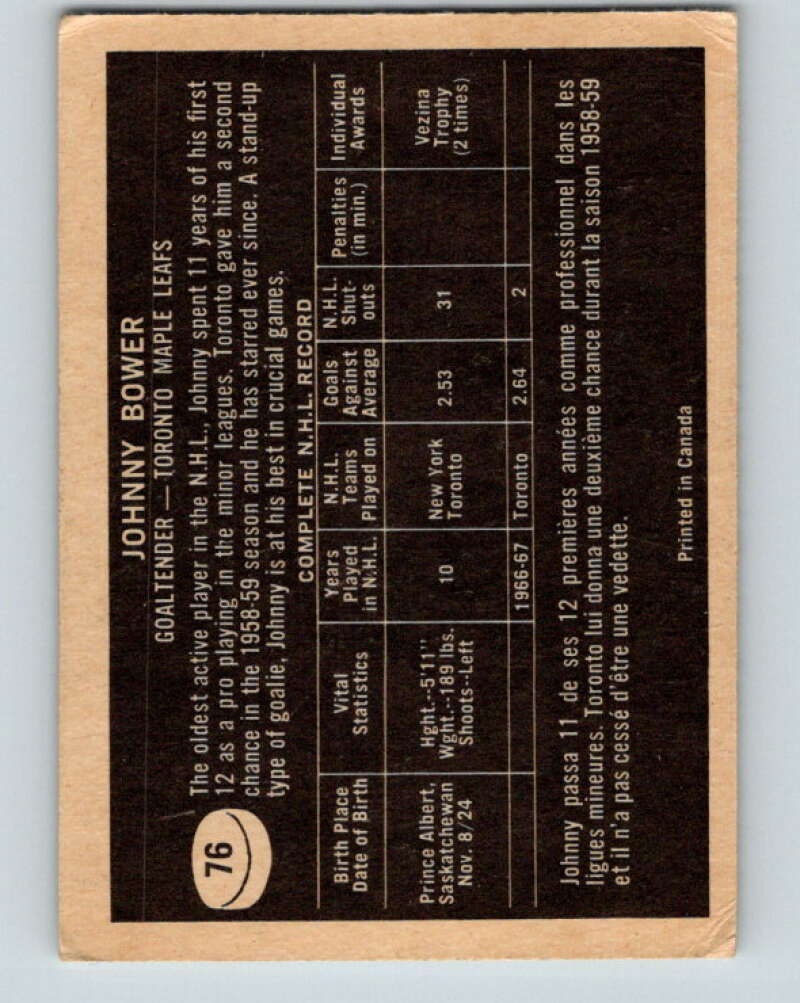 JOHNNY BOWER
GOALTENDER — TORONTO MAPLE LEAFS
76
The oldest active player in the N.H.L., Johnny spent 11 years of his first
12 as a pro playing in the minor leagues. Toronto gave him a second
chance in the 1958-59 season and he has starred ever since. A stand-up
type of goalie, Johnny is at his best in crucial games.
COMPLETE N.H.L. RECORD
Birth Place Date of Birth | Vital Statistics | Years Played in N.H.L. | N.H.L. Teams Played on | Goals Against Average | N.H.L. Shut-outs | Penalties (in min.) | Individual Awards
Prince Albert, Saskatchewan Nov. 8/24 | Hght.--5'11" Wght.--189 lbs. Shoots--Left | 10 | New York Toronto | 2.53 | 31 | | Vezina Trophy (2 times)
1966-67 | Toronto | 2.64 | 2
Johnny passa 11 de ses 12 premières années comme professionnel dans les
ligues mineures. Toronto lui donna une deuxième chance durant la saison 1958-59
et il n'a pas cessé d'être une vedette.
Printed in Canada